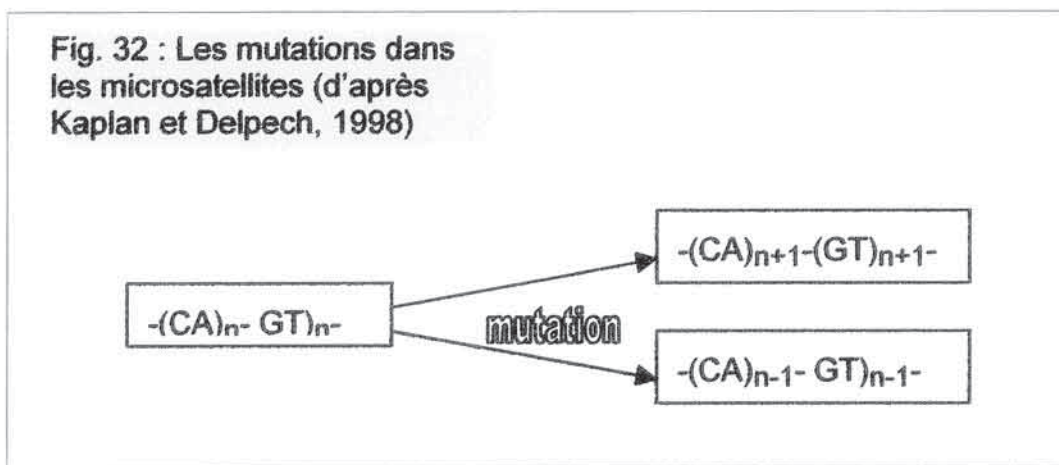 Fig. 32 : Les mutations dans
les microsatellites (d'après
Kaplan et Delpech, 1998)
-(CA)n+1-(GT)n+1-
-(CA)n- GT)n-
mutation
-(CA)n-1- GT)n-1-